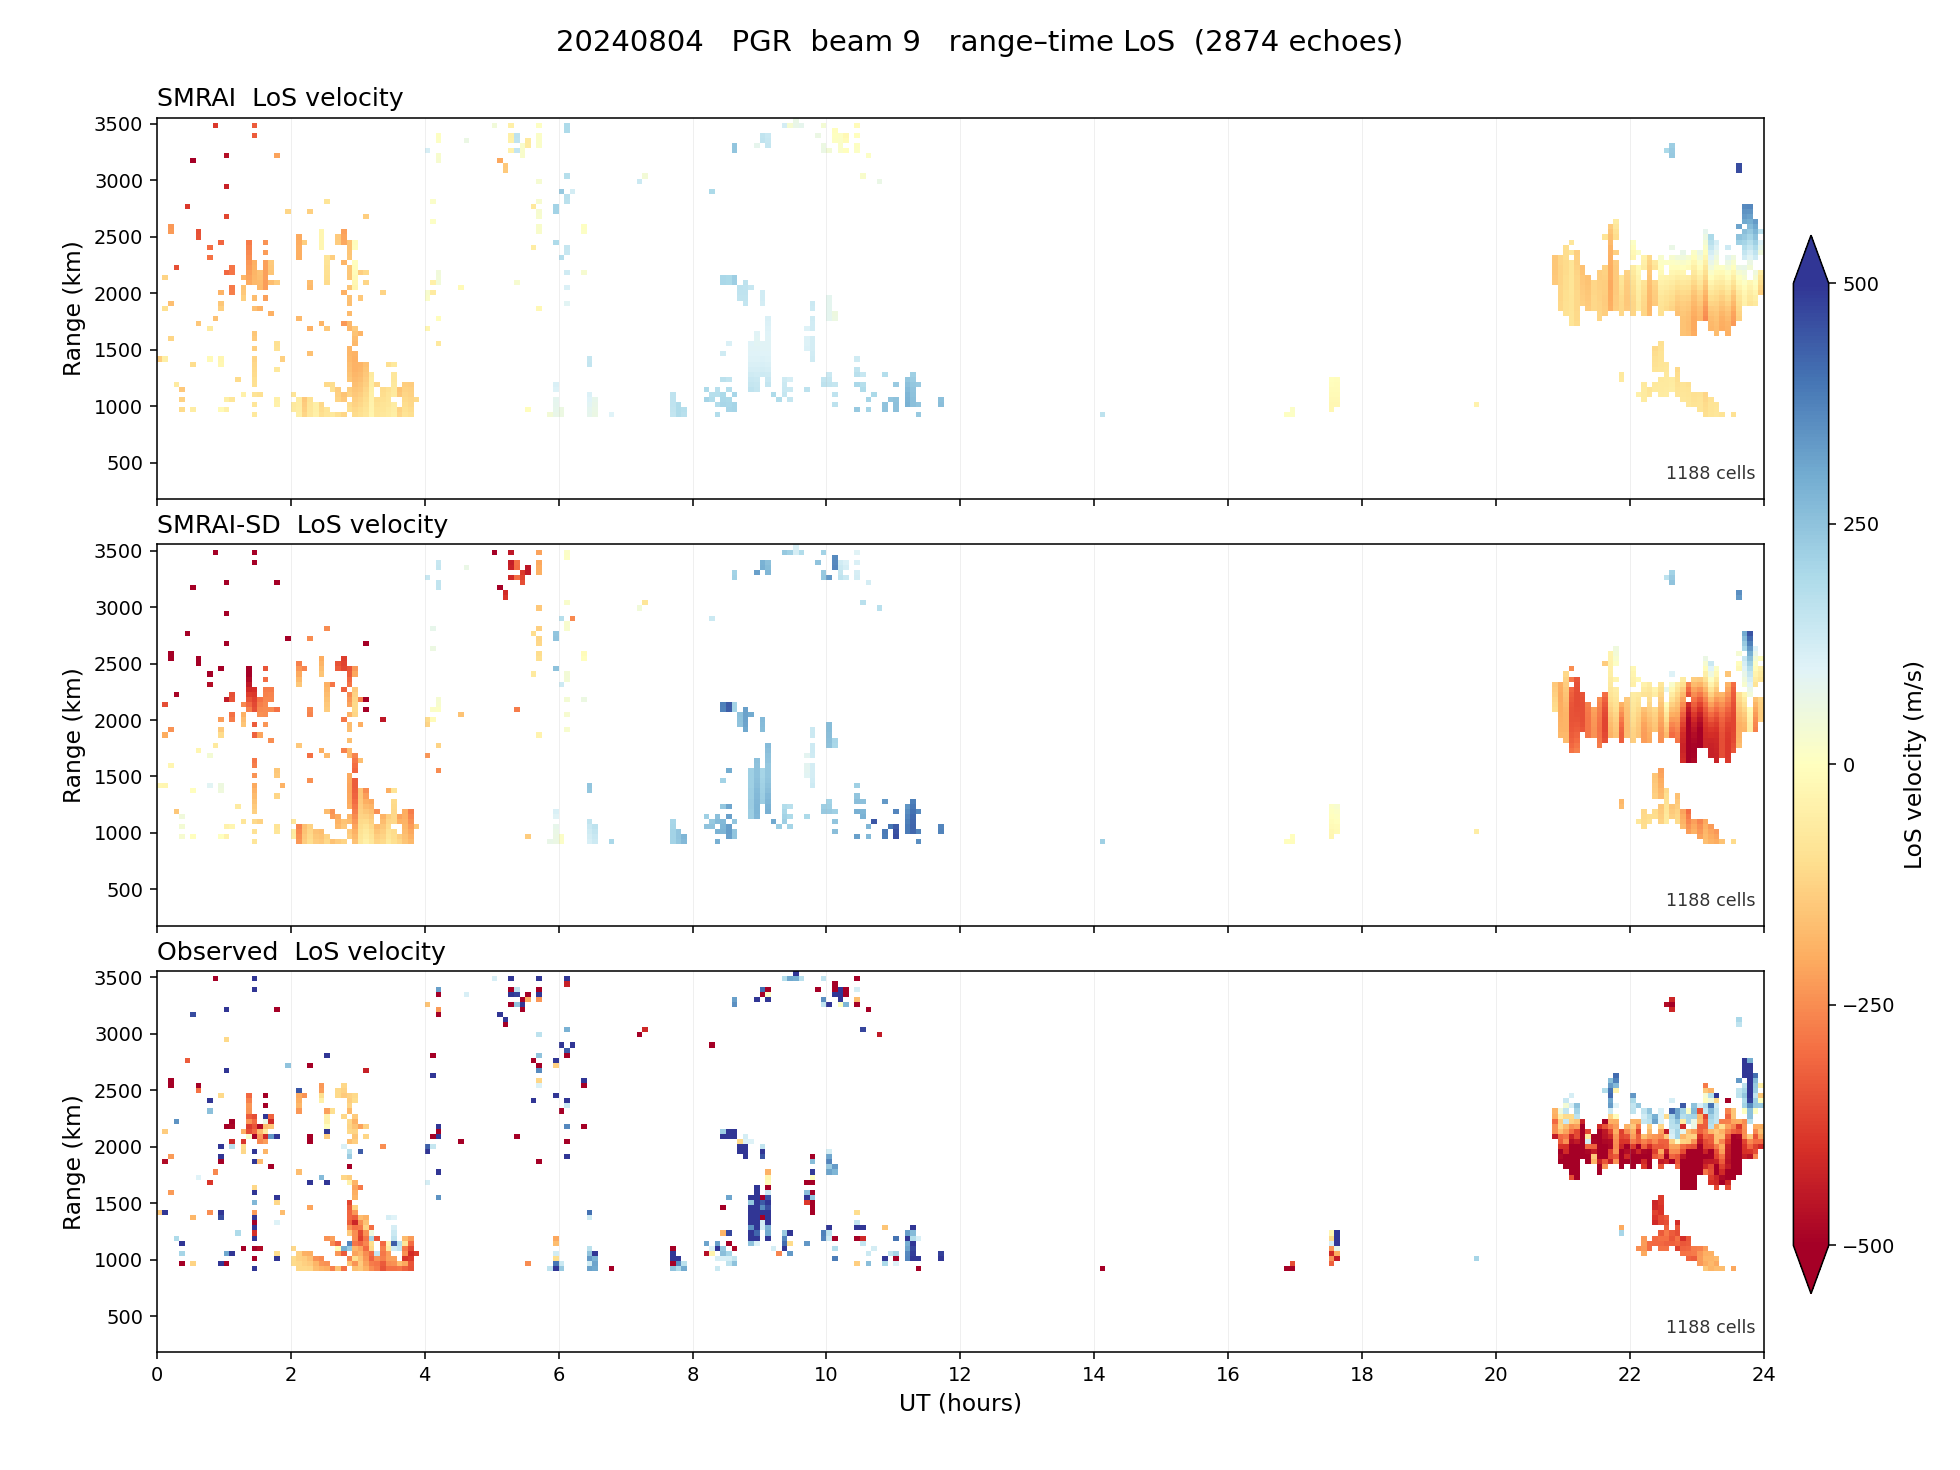 20240804   PGR  beam 9   range–time LoS  (2874 echoes)
SMRAI  LoS velocity
3500
3000
2500
2000
1500
1000
500
Range (km)
1188 cells
SMRAI-SD  LoS velocity
3500
3000
2500
2000
1500
1000
500
Range (km)
1188 cells
Observed  LoS velocity
3500
3000
2500
2000
1500
1000
500
Range (km)
1188 cells
0 2 4 6 8 10 12 14 16 18 20 22 24
UT (hours)
500
250
0
−250
−500
LoS velocity (m/s)